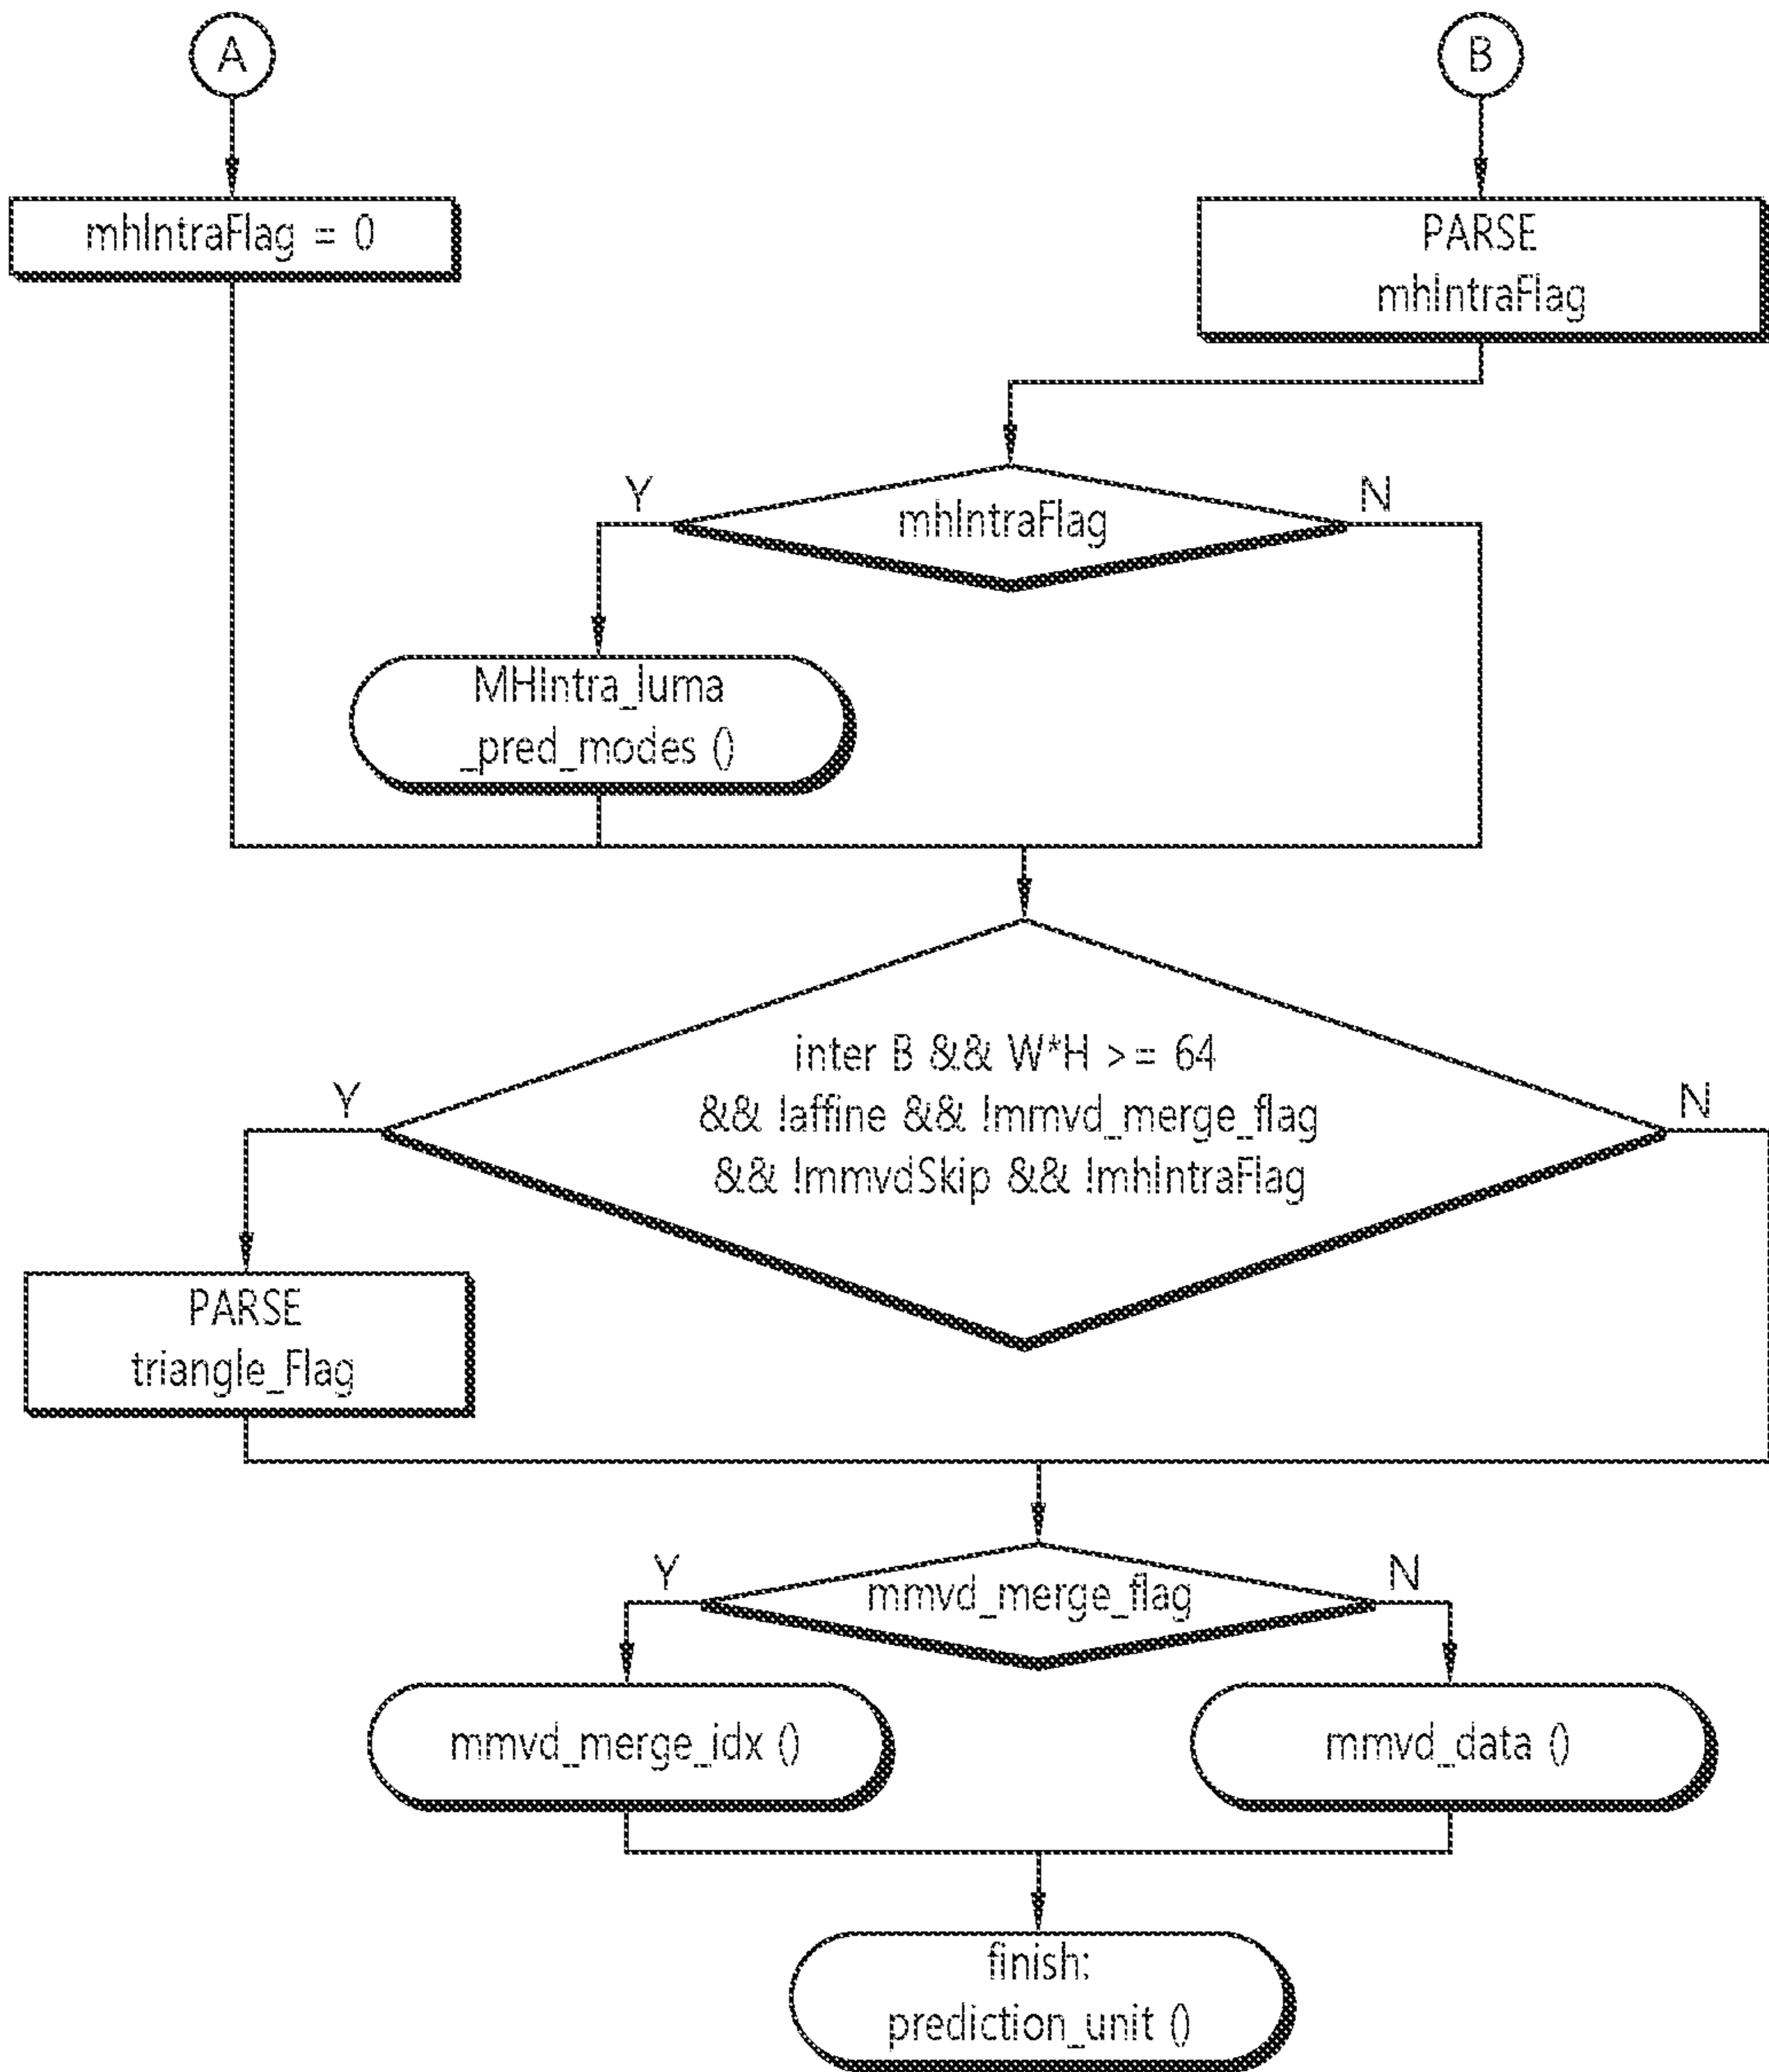 A
B
mhIntraFlag = 0
PARSE
mhIntraFlag
Y
N
mhIntraFlag
MHIntra_luma
_pred_modes ()
inter B && W*H >= 64
&& !affine && !mmvd_merge_flag
&& !mmvdSkip && !mhIntraFlag
Y
N
PARSE
triangle_Flag
Y
N
mmvd_merge_flag
mmvd_merge_idx ()
mmvd_data ()
finish:
prediction_unit ()